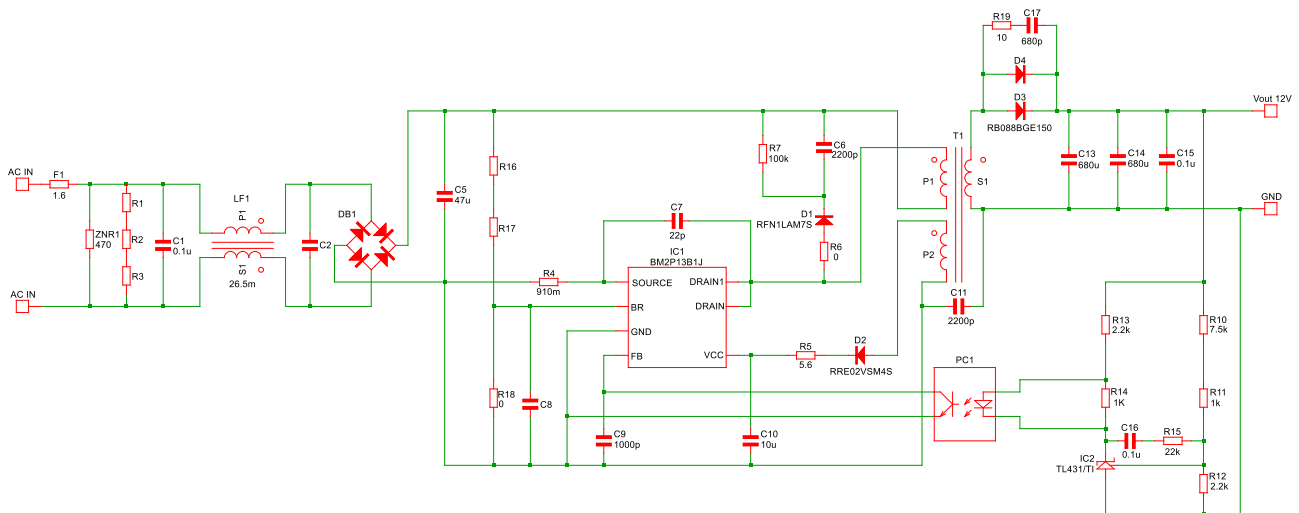 R19
10
C17
680p
D4
D3
RB088BGE150
Vout 12V
AC IN
F1
1.6
ZNR1
470
R1
R2
R3
C1
0.1u
LF1
P1
S1
26.5m
C2
DB1
C5
47u
R16
R17
R7
100k
C6
2200p
D1
RFN1LAM7S
R6
0
C7
22p
T1
P1
S1
P2
C13
680u
C14
680u
C15
0.1u
GND
AC IN
R4
910m
IC1
BM2P13B1J
SOURCE
DRAIN1
BR
DRAIN
GND
FB
VCC
C11
2200p
R5
5.6
D2
RRE02VSM4S
PC1
R13
2.2k
R10
7.5k
R18
0
C8
R14
1K
R11
1k
C9
1000p
C10
10u
C16
0.1u
R15
22k
IC2
TL431/TI
R12
2.2k